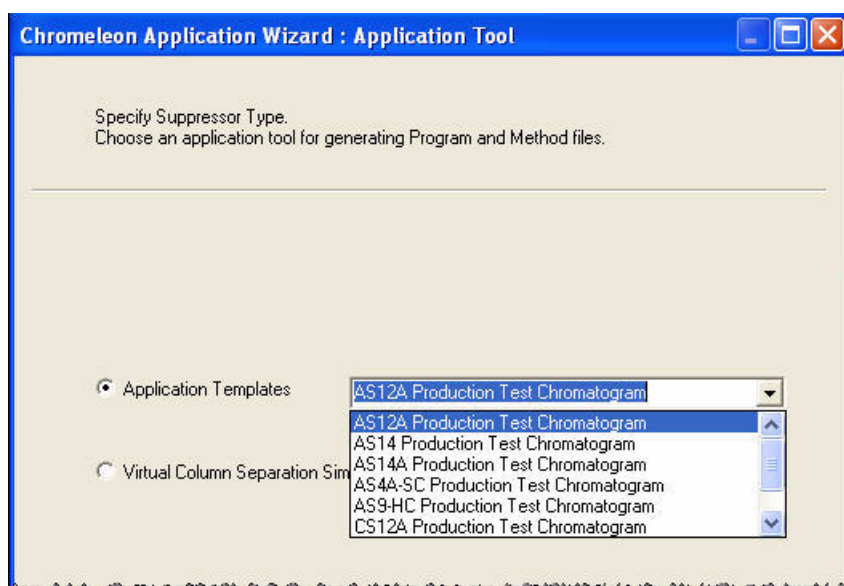 Chromeleon Application Wizard : Application Tool
Specify Suppressor Type.
Choose an application tool for generating Program and Method files.
Application Templates
AS12A Production Test Chromatogram
AS12A Production Test Chromatogram
AS14 Production Test Chromatogram
AS14A Production Test Chromatogram
AS4A-SC Production Test Chromatogram
AS9-HC Production Test Chromatogram
CS12A Production Test Chromatogram
Virtual Column Separation Sim